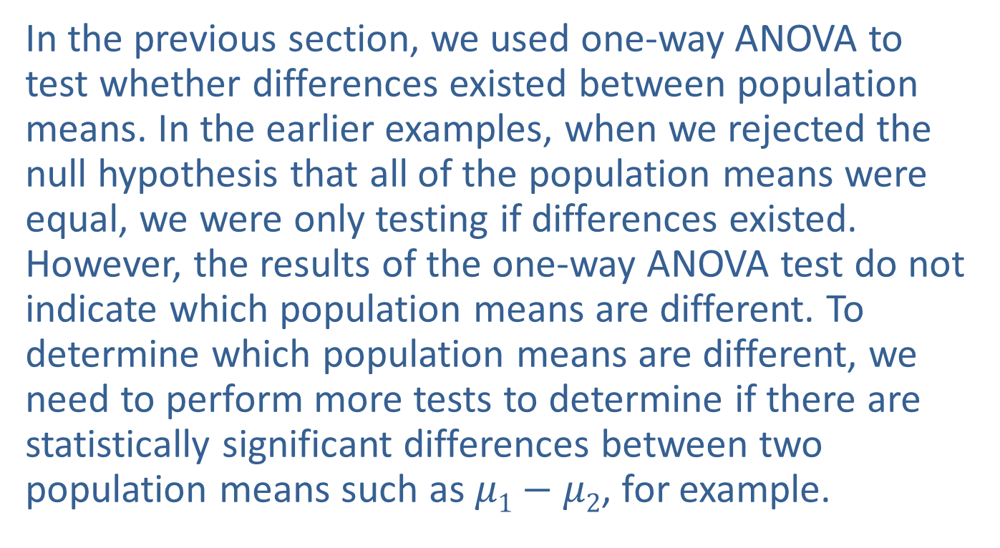 In the previous section, we used one-way ANOVA to
test whether differences existed between population
means. In the earlier examples, when we rejected the
null hypothesis that all of the population means were
equal, we were only testing if differences existed.
However, the results of the one-way ANOVA test do not
indicate which population means are different. To
determine which population means are different, we
need to perform more tests to determine if there are
statistically significant differences between two
population means such as μ₁ − μ₂, for example.